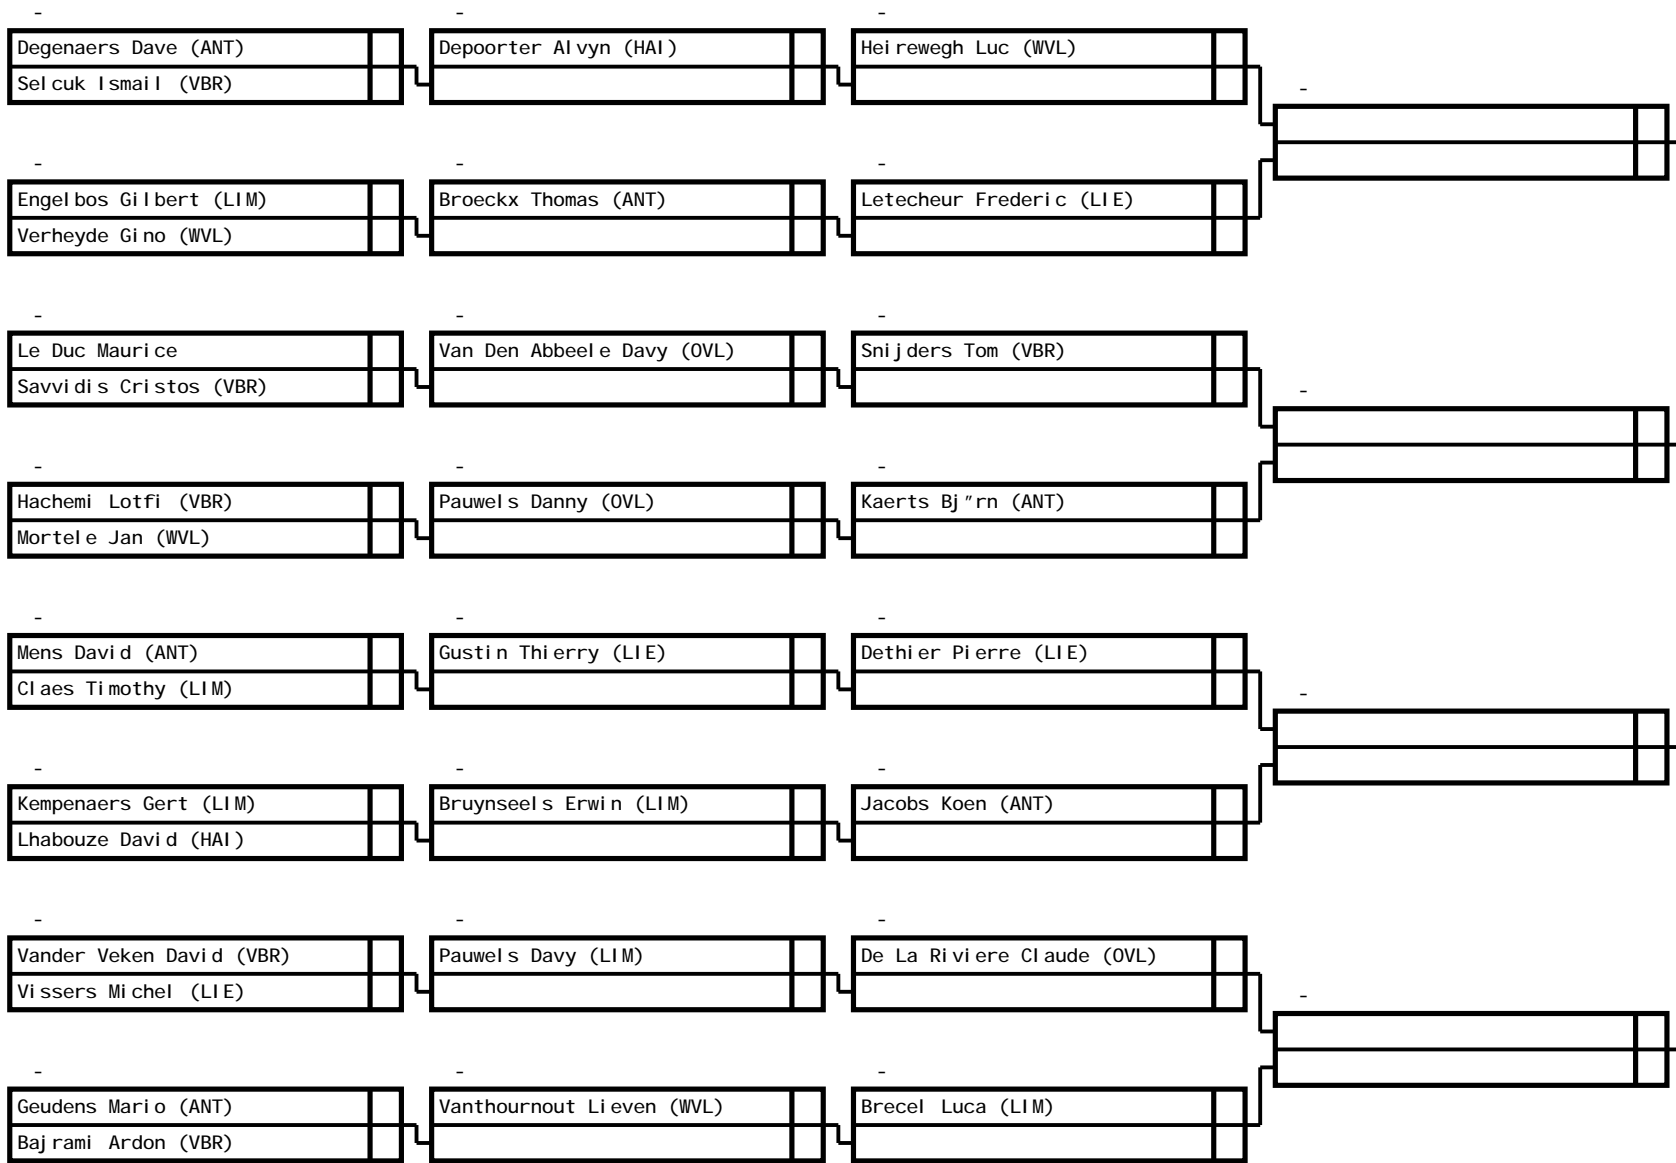 - - -
Degenaers Dave (ANT) Depoorter Alvyn (HAI) Heirewegh Luc (WVL)
Selcuk Ismail (VBR)
-
- - -
Engelbos Gilbert (LIM) Broeckx Thomas (ANT) Letecheur Frederic (LIE)
Verheyde Gino (WVL)
- - -
Le Duc Maurice Van Den Abbeele Davy (OVL) Snijders Tom (VBR)
Savvidis Cristos (VBR)
-
- - -
Hachemi Lotfi (VBR) Pauwels Danny (OVL) Kaerts Bj”rn (ANT)
Mortele Jan (WVL)
- - -
Mens David (ANT) Gustin Thierry (LIE) Dethier Pierre (LIE)
Claes Timothy (LIM)
-
- - -
Kempenaers Gert (LIM) Bruynseels Erwin (LIM) Jacobs Koen (ANT)
Lhabouze David (HAI)
- - -
Vander Veken David (VBR) Pauwels Davy (LIM) De La Riviere Claude (OVL)
Vissers Michel (LIE)
-
- - -
Geudens Mario (ANT) Vanthournout Lieven (WVL) Brecel Luca (LIM)
Bajrami Ardon (VBR)